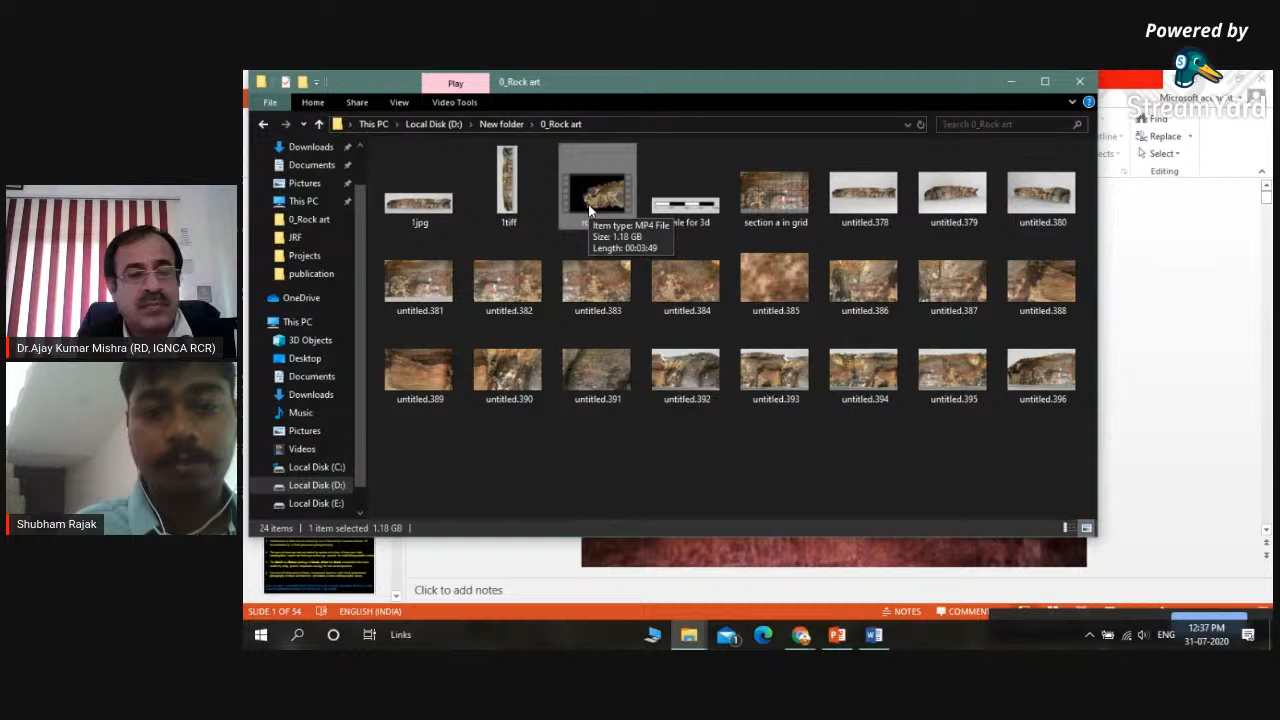 Powered by
StreamYard
Play
0_Rock art
File
Home
Share
View
Video Tools
This PC
Local Disk (D:)
New folder
0_Rock art
Search 0_Rock art
Downloads
Documents
Pictures
This PC
0_Rock art
JRF
Projects
publication
OneDrive
This PC
3D Objects
Desktop
Documents
Downloads
Music
Pictures
Videos
Local Disk (C:)
Local Disk (D:)
Local Disk (E:)
1jpg
1tiff
section a in grid
untitled.378
untitled.379
untitled.380
Item type: MP4 File
Size: 1.18 GB
Length: 00:03:49
untitled.381
untitled.382
untitled.383
untitled.384
untitled.385
untitled.386
untitled.387
untitled.388
untitled.389
untitled.390
untitled.391
untitled.392
untitled.393
untitled.394
untitled.395
untitled.396
24 items
1 item selected 1.18 GB
Microsoft
Find
Replace
Select
Editing
Dr.Ajay Kumar Mishra (RD, IGNCA RCR)
Shubham Rajak
Click to add notes
SLIDE 1 OF 54
ENGLISH (INDIA)
NOTES
Links
ENG
12:37 PM
31-07-2020